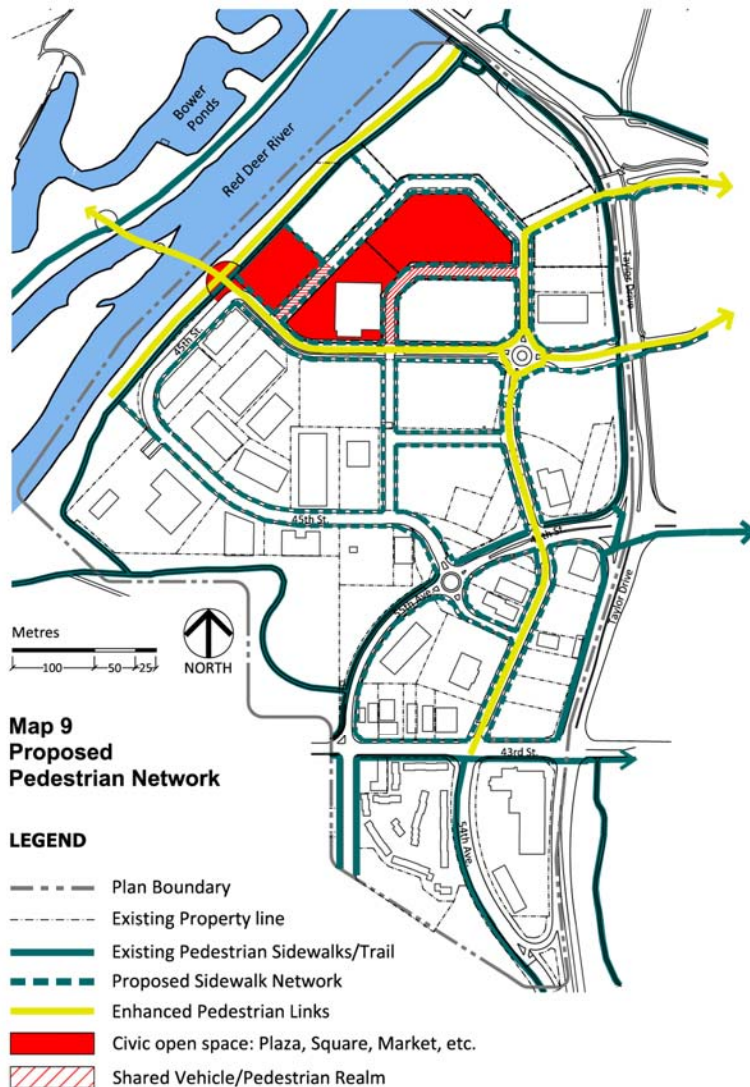 Bower
Ponds
Red Deer River
Taylor Drive
45th St.
45th St.
th St.
55th Ave.
Taylor Drive
Metres
100 50 25
NORTH
43rd St.
54th Ave.
Map 9
Proposed
Pedestrian Network
LEGEND
Plan Boundary
Existing Property line
Existing Pedestrian Sidewalks/Trail
Proposed Sidewalk Network
Enhanced Pedestrian Links
Civic open space: Plaza, Square, Market, etc.
Shared Vehicle/Pedestrian Realm